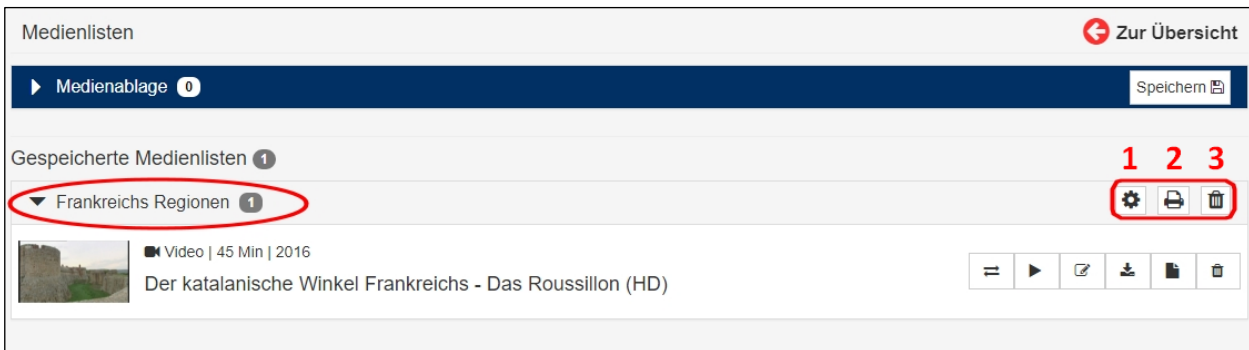 Medienlisten
Zur Übersicht
Medienablage 0
Speichern
Gespeicherte Medienlisten 1
1 2 3
Frankreichs Regionen 1
Video | 45 Min | 2016
Der katalanische Winkel Frankreichs - Das Roussillon (HD)